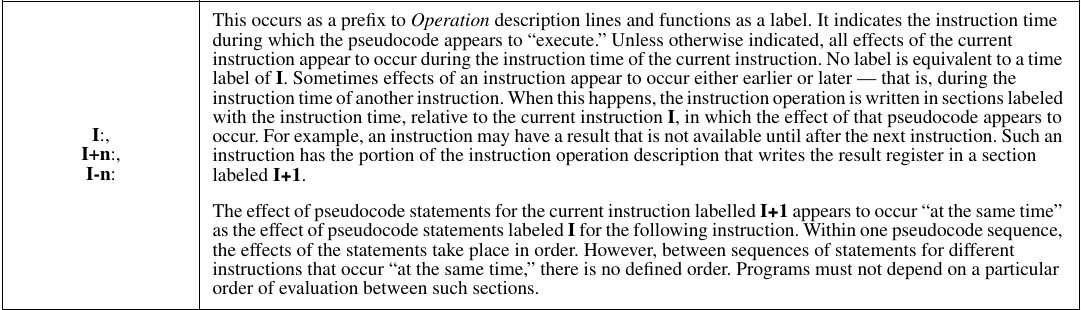 I:,
I+n:,
I-n:
This occurs as a prefix to Operation description lines and functions as a label. It indicates the instruction time
during which the pseudocode appears to “execute.” Unless otherwise indicated, all effects of the current
instruction appear to occur during the instruction time of the current instruction. No label is equivalent to a time
label of I. Sometimes effects of an instruction appear to occur either earlier or later — that is, during the
instruction time of another instruction. When this happens, the instruction operation is written in sections labeled
with the instruction time, relative to the current instruction I, in which the effect of that pseudocode appears to
occur. For example, an instruction may have a result that is not available until after the next instruction. Such an
instruction has the portion of the instruction operation description that writes the result register in a section
labeled I+1.
The effect of pseudocode statements for the current instruction labelled I+1 appears to occur “at the same time”
as the effect of pseudocode statements labeled I for the following instruction. Within one pseudocode sequence,
the effects of the statements take place in order. However, between sequences of statements for different
instructions that occur “at the same time,” there is no defined order. Programs must not depend on a particular
order of evaluation between such sections.